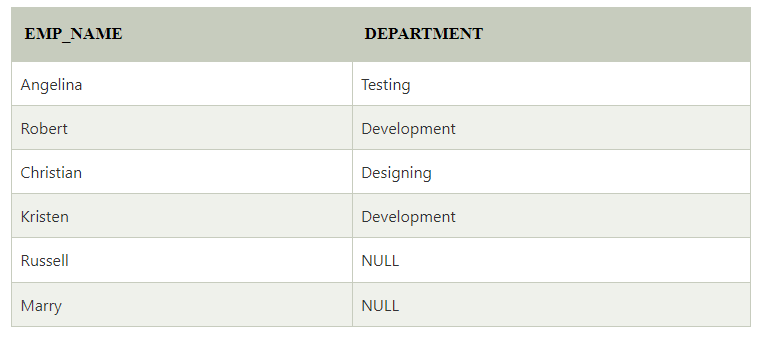 EMP_NAME DEPARTMENT
Angelina Testing
Robert Development
Christian Designing
Kristen Development
Russell NULL
Marry NULL